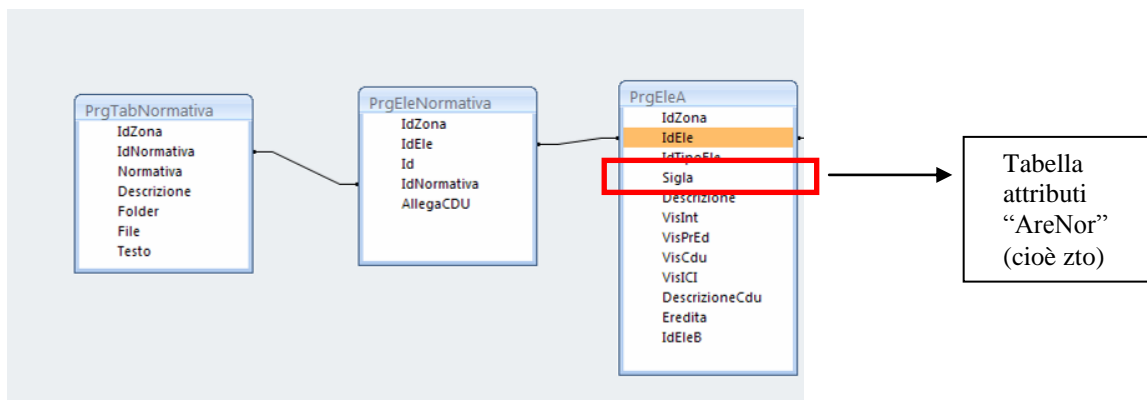 PrgTabNormativa
IdZona
IdNormativa
Normativa
Descrizione
Folder
File
Testo
PrgEleNormativa
IdZona
IdEle
Id
IdNormativa
AllegaCDU
PrgEleA
IdZona
IdEle
IdTipoEle
Sigla
Descrizione
VisInt
VisPrEd
VisCdu
VisICI
DescrizioneCdu
Eredita
IdEleB
Tabella
attributi
“AreNor”
(cioè zto)